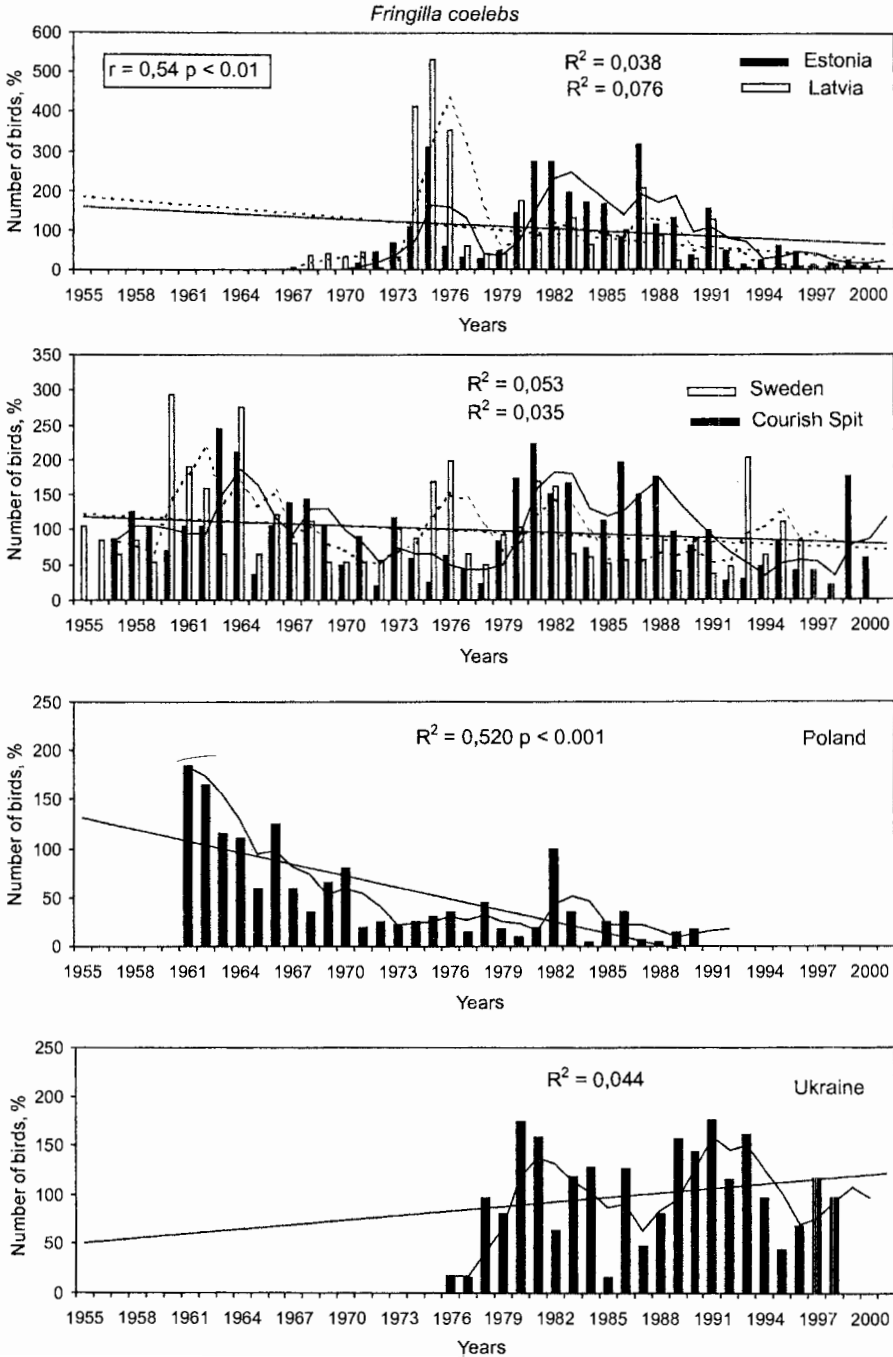 Fringilla coelebs
600
500
400
300
200
100
0
Number of birds, %
r = 0,54 p < 0.01
R² = 0,038
R² = 0,076
Estonia
Latvia
1955 1958 1961 1964 1967 1970 1973 1976 1979 1982 1985 1988 1991 1994 1997 2000
Years
350
300
250
200
150
100
50
0
Number of birds, %
R² = 0,053
R² = 0,035
Sweden
Courish Spit
1955 1958 1961 1964 1967 1970 1973 1976 1979 1982 1985 1988 1991 1994 1997 2000
Years
250
200
150
100
50
0
Number of birds, %
R² = 0,520 p < 0.001
Poland
1955 1958 1961 1964 1967 1970 1973 1976 1979 1982 1985 1988 1991 1994 1997 2000
Years
250
200
150
100
50
0
Number of birds, %
R² = 0,044
Ukraine
1955 1958 1961 1964 1967 1970 1973 1976 1979 1982 1985 1988 1991 1994 1997 2000
Years